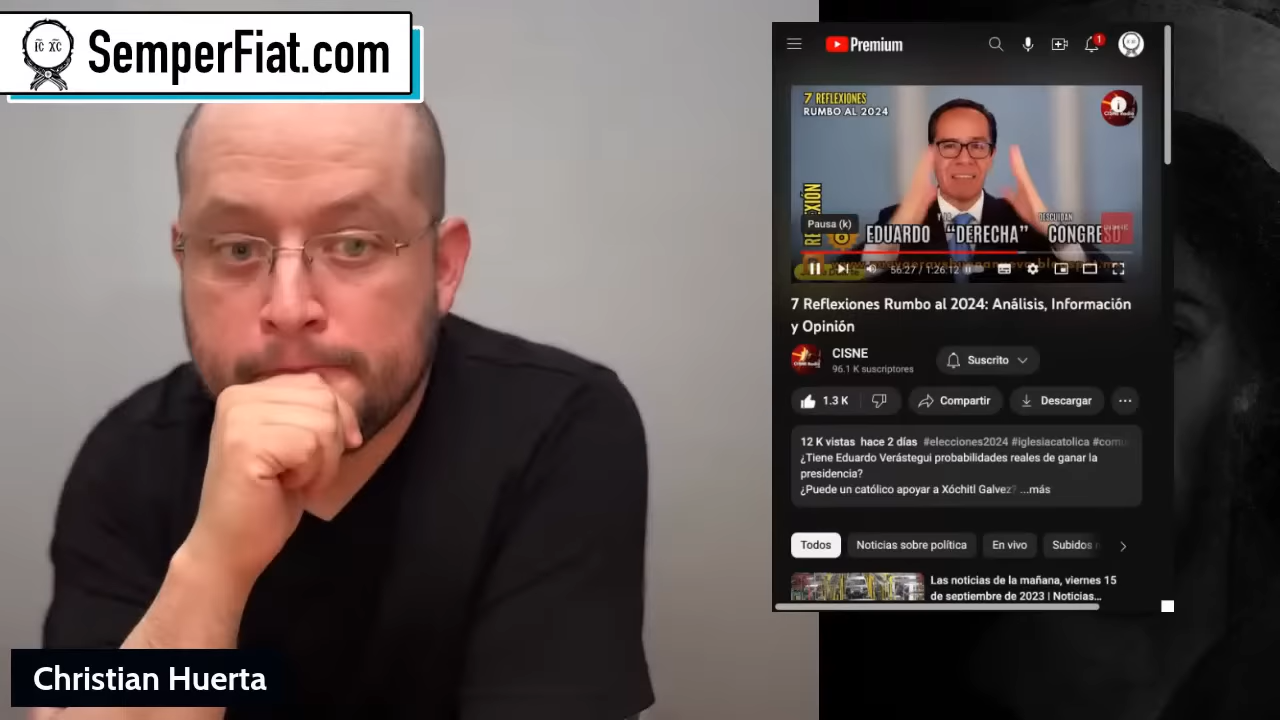 IC XC
SemperFiat.com
Christian Huerta
Premium
1
7 REFLEXIONES
RUMBO AL 2024
Pausa (k)
Y LA
DESCUIDAN
EDUARDO "DERECHA" CONGRESO
56:27 / 1:26:12
7 Reflexiones Rumbo al 2024: Análisis, Información
y Opinión
CISNE
96.1 K suscriptores
Suscrito
1.3 K
Compartir
Descargar
12 K vistas hace 2 días #elecciones2024 #iglesiacatolica
¿Tiene Eduardo Verástegui probabilidades reales de ganar la
presidencia?
¿Puede un católico apoyar a Xóchitl Galvez? ...más
Todos
Noticias sobre política
En vivo
Subidos
Las noticias de la mañana, viernes 15
de septiembre de 2023 | Noticias...